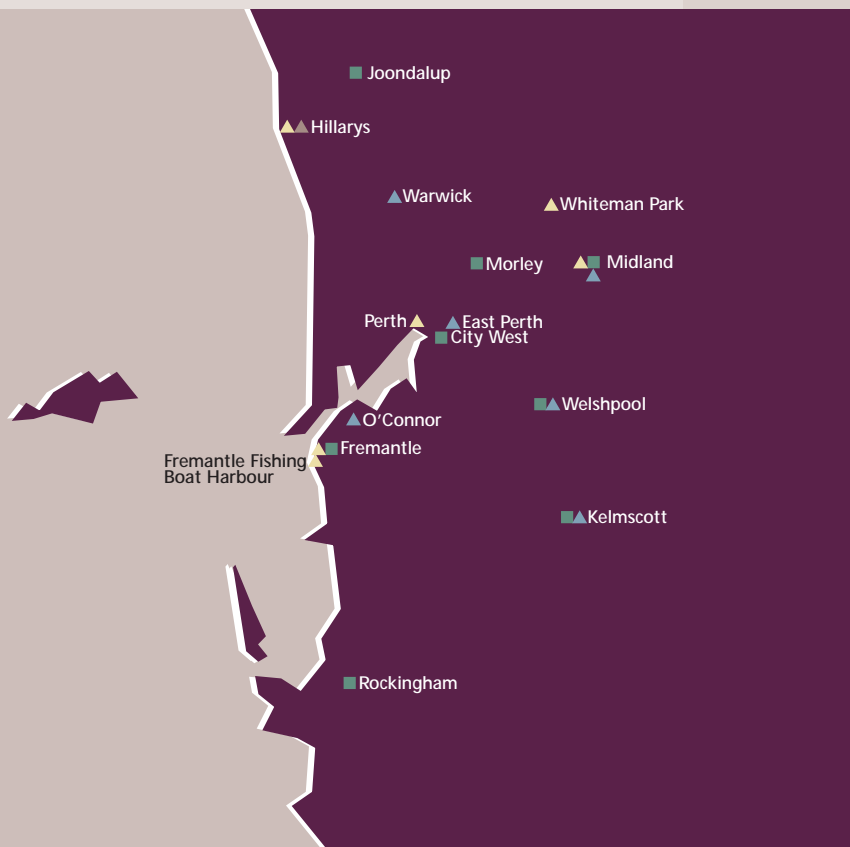 Joondalup
Hillarys
Warwick
Whiteman Park
Morley
Midland
Perth
East Perth
City West
Welshpool
O'Connor
Fremantle
Fremantle Fishing
Boat Harbour
Kelmscott
Rockingham